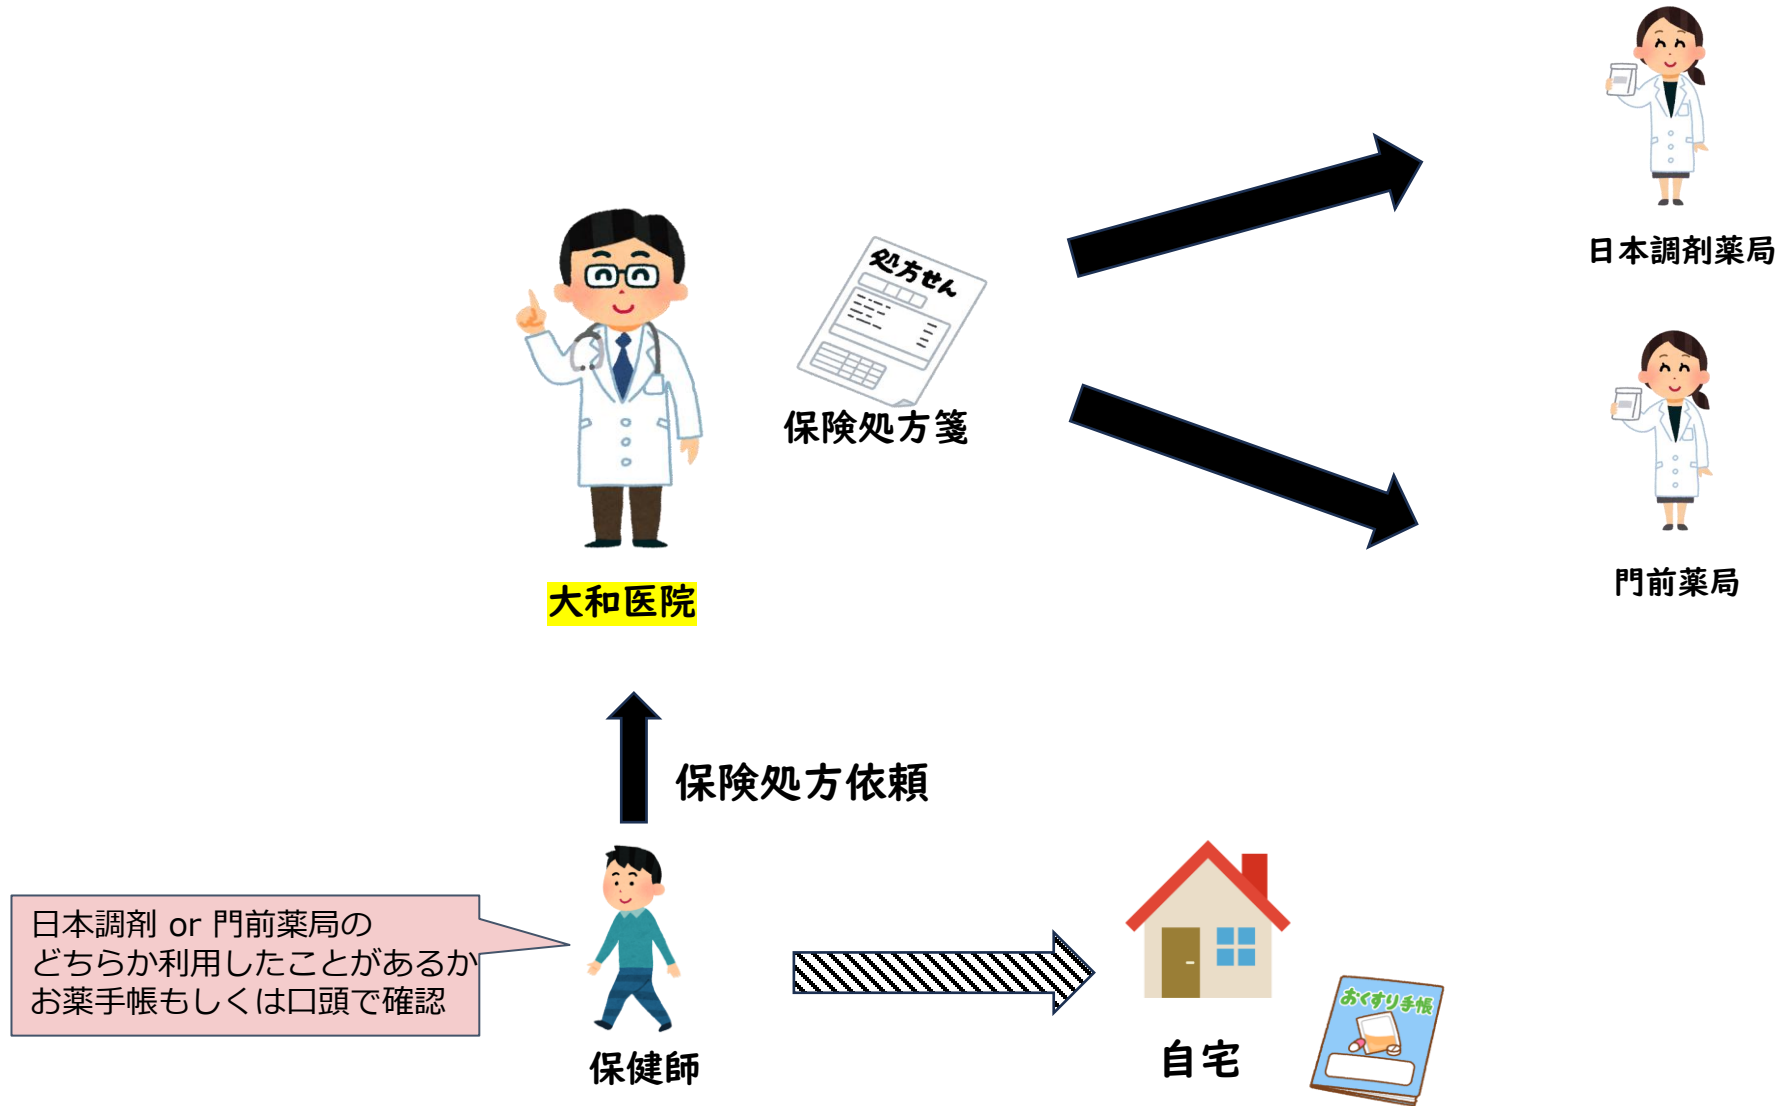 日本調剤薬局
処方せん
保険処方箋
門前薬局
大和医院
保険処方依頼
日本調剤 or 門前薬局の
どちらか利用したことがあるか
お薬手帳もしくは口頭で確認
保健師
自宅
おくすり手帳